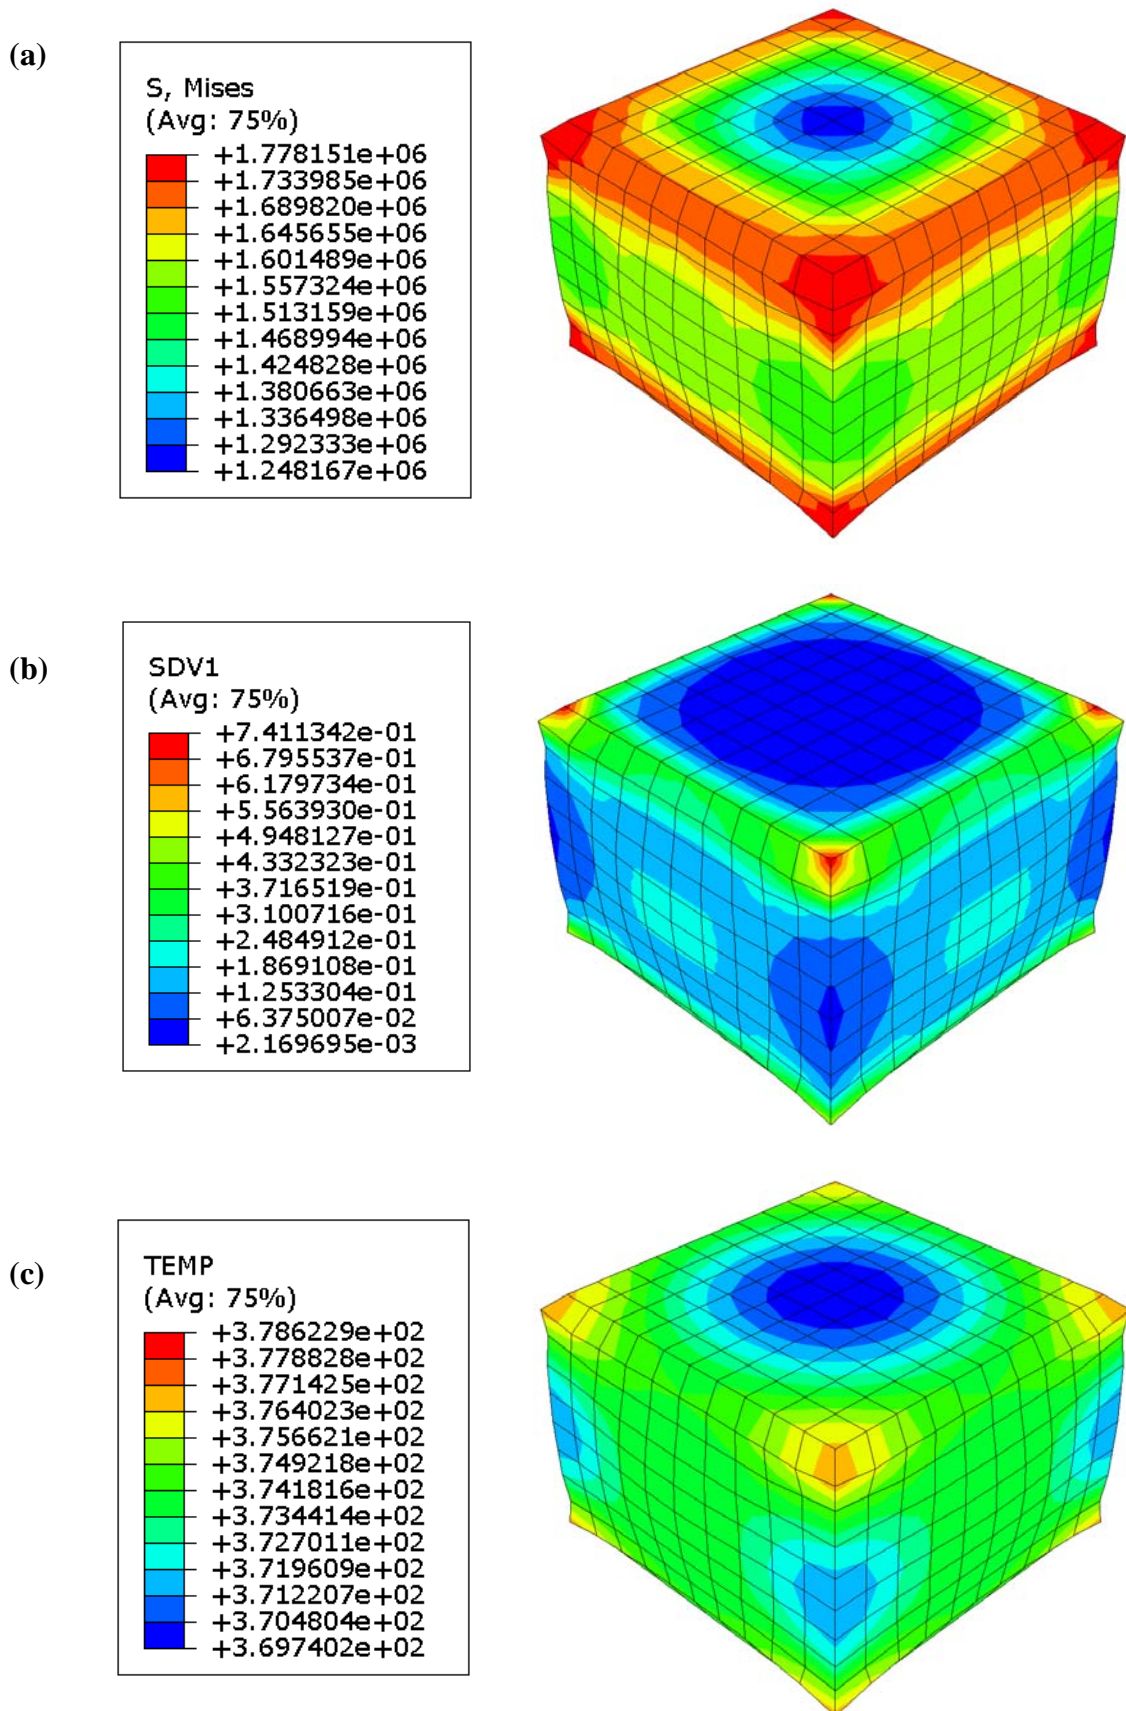 (a)
S, Mises
(Avg: 75%)
+1.778151e+06
+1.733985e+06
+1.689820e+06
+1.645655e+06
+1.601489e+06
+1.557324e+06
+1.513159e+06
+1.468994e+06
+1.424828e+06
+1.380663e+06
+1.336498e+06
+1.292333e+06
+1.248167e+06
(b)
SDV1
(Avg: 75%)
+7.411342e-01
+6.795537e-01
+6.179734e-01
+5.563930e-01
+4.948127e-01
+4.332323e-01
+3.716519e-01
+3.100716e-01
+2.484912e-01
+1.869108e-01
+1.253304e-01
+6.375007e-02
+2.169695e-03
(c)
TEMP
(Avg: 75%)
+3.786229e+02
+3.778828e+02
+3.771425e+02
+3.764023e+02
+3.756621e+02
+3.749218e+02
+3.741816e+02
+3.734414e+02
+3.727011e+02
+3.719609e+02
+3.712207e+02
+3.704804e+02
+3.697402e+02